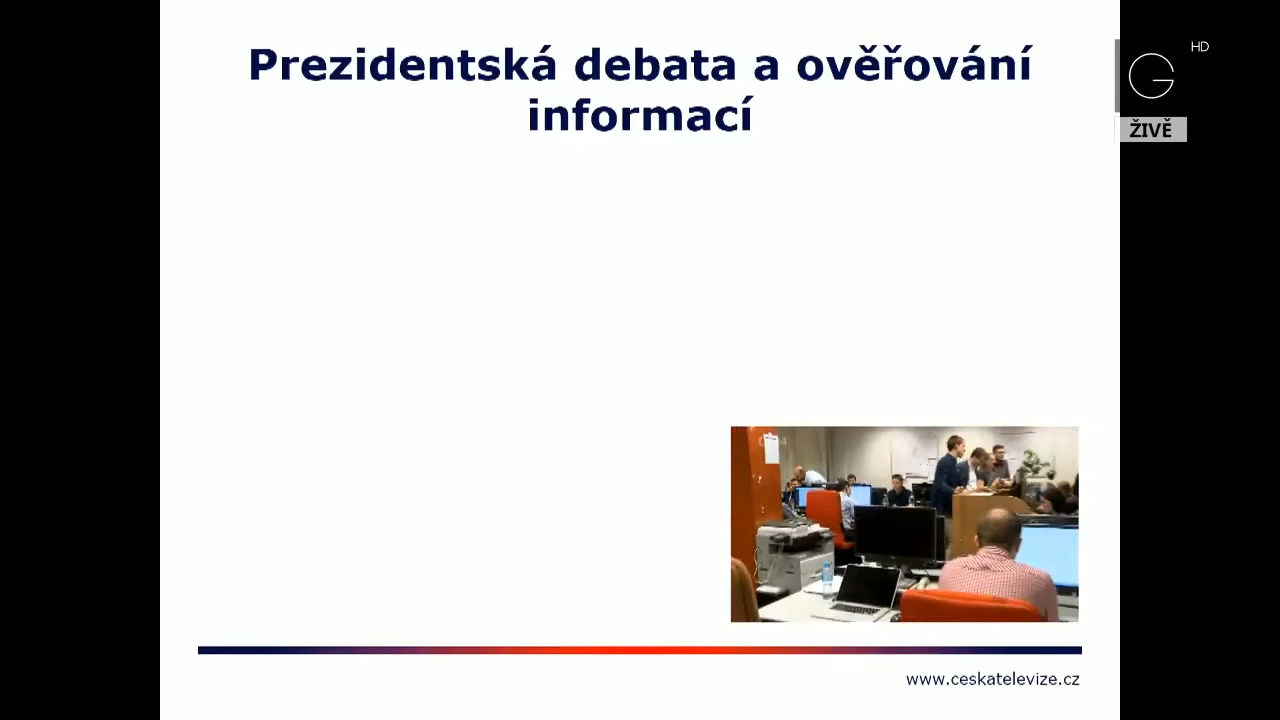 Prezidentská debata a ověřování
informací
HD
G
ŽIVĚ
www.ceskatelevize.cz